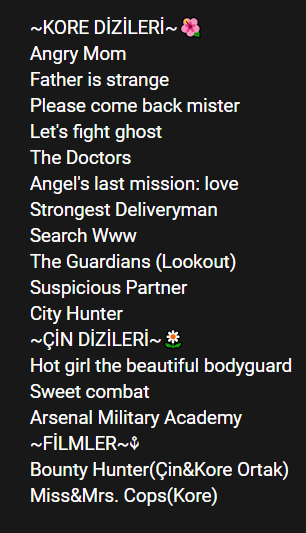 ~KORE DİZİLERİ~🌺
Angry Mom
Father is strange
Please come back mister
Let's fight ghost
The Doctors
Angel's last mission: love
Strongest Deliveryman
Search Www
The Guardians (Lookout)
Suspicious Partner
City Hunter
~ÇİN DİZİLERİ~🌼
Hot girl the beautiful bodyguard
Sweet combat
Arsenal Military Academy
~FİLMLER~⚘
Bounty Hunter(Çin&Kore Ortak)
Miss&Mrs. Cops(Kore)